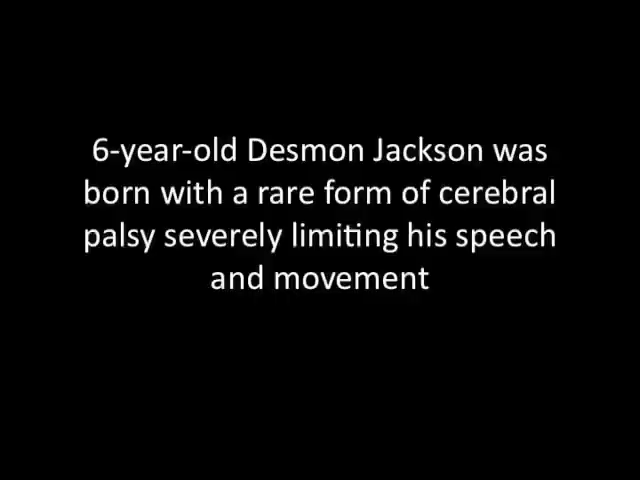 6-year-old Desmon Jackson was
born with a rare form of cerebral
palsy severely limiting his speech
and movement